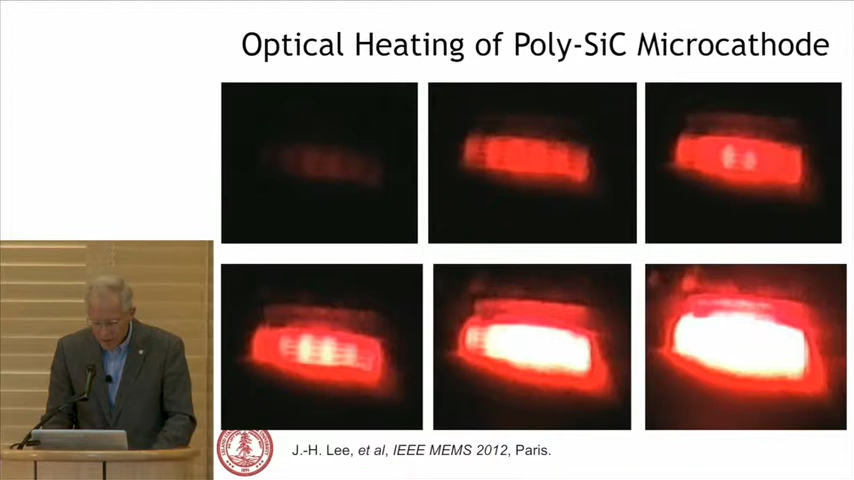 Optical Heating of Poly-SiC Microcathode
J.-H. Lee, et al, IEEE MEMS 2012, Paris.